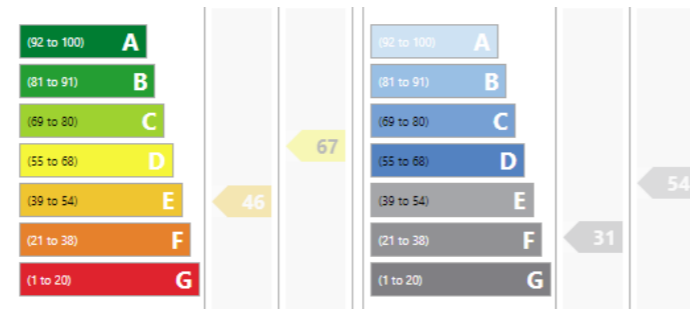 (92 to 100) A
(81 to 91) B
(69 to 80) C
(55 to 68) D
(39 to 54) E
(21 to 38) F
(1 to 20) G
46
67
(92 to 100) A
(81 to 91) B
(69 to 80) C
(55 to 68) D
(39 to 54) E
(21 to 38) F
(1 to 20) G
31
54